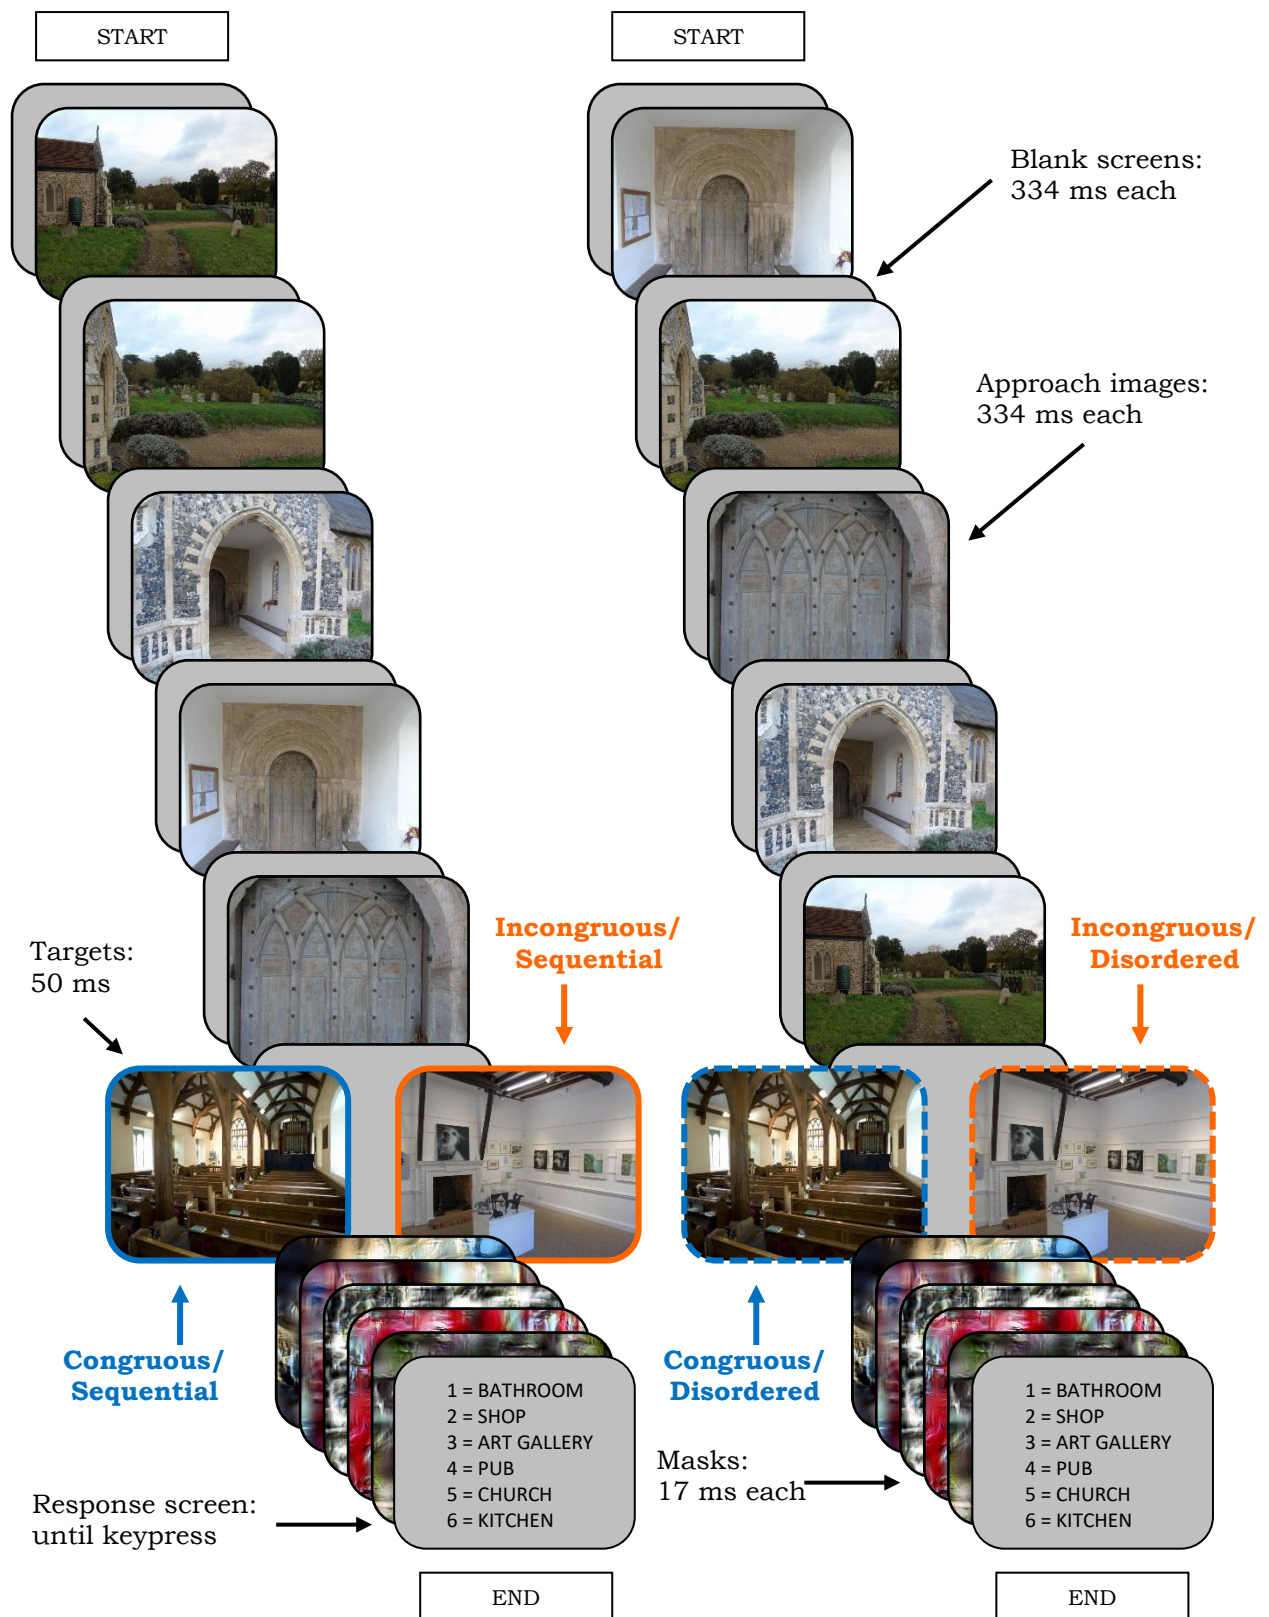 START
START
Blank screens:
334 ms each
Approach images:
334 ms each
Incongruous/
Sequential
Incongruous/
Disordered
Targets:
50 ms
Congruous/
Sequential
Congruous/
Disordered
1 = BATHROOM
2 = SHOP
3 = ART GALLERY
4 = PUB
5 = CHURCH
6 = KITCHEN
1 = BATHROOM
2 = SHOP
3 = ART GALLERY
4 = PUB
5 = CHURCH
6 = KITCHEN
Masks:
17 ms each
Response screen:
until keypress
END
END